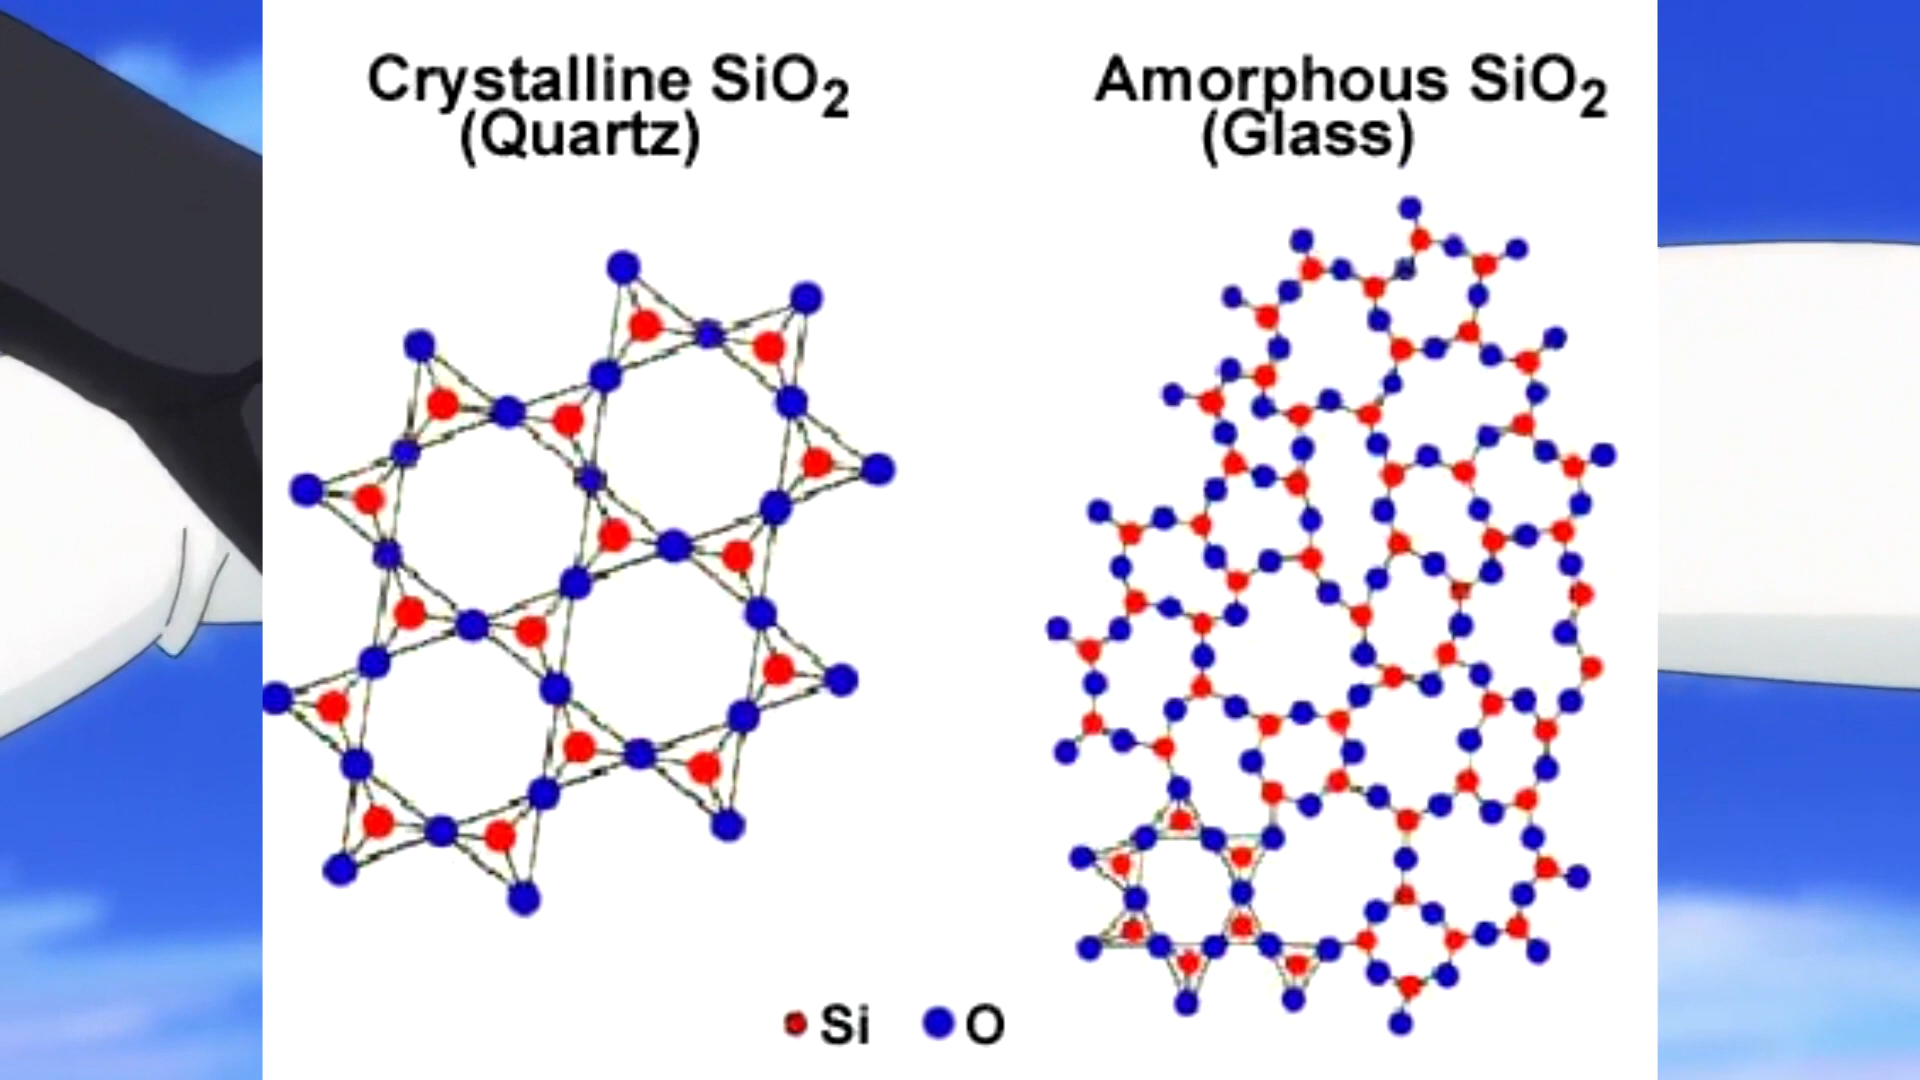 Crystalline SiO₂
(Quartz)
Amorphous SiO₂
(Glass)
Si
O